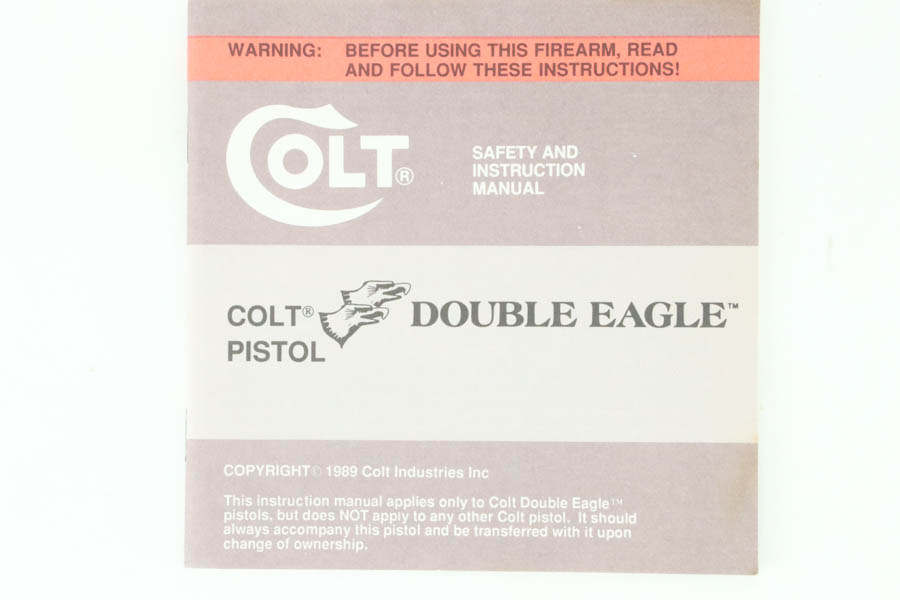 WARNING: BEFORE USING THIS FIREARM, READ
AND FOLLOW THESE INSTRUCTIONS!
COLT®
SAFETY AND
INSTRUCTION
MANUAL
COLT®
PISTOL
DOUBLE EAGLE™
COPYRIGHT© 1989 Colt Industries Inc
This instruction manual applies only to Colt Double Eagle™
pistols, but does NOT apply to any other Colt pistol. It should
always accompany this pistol and be transferred with it upon
change of ownership.